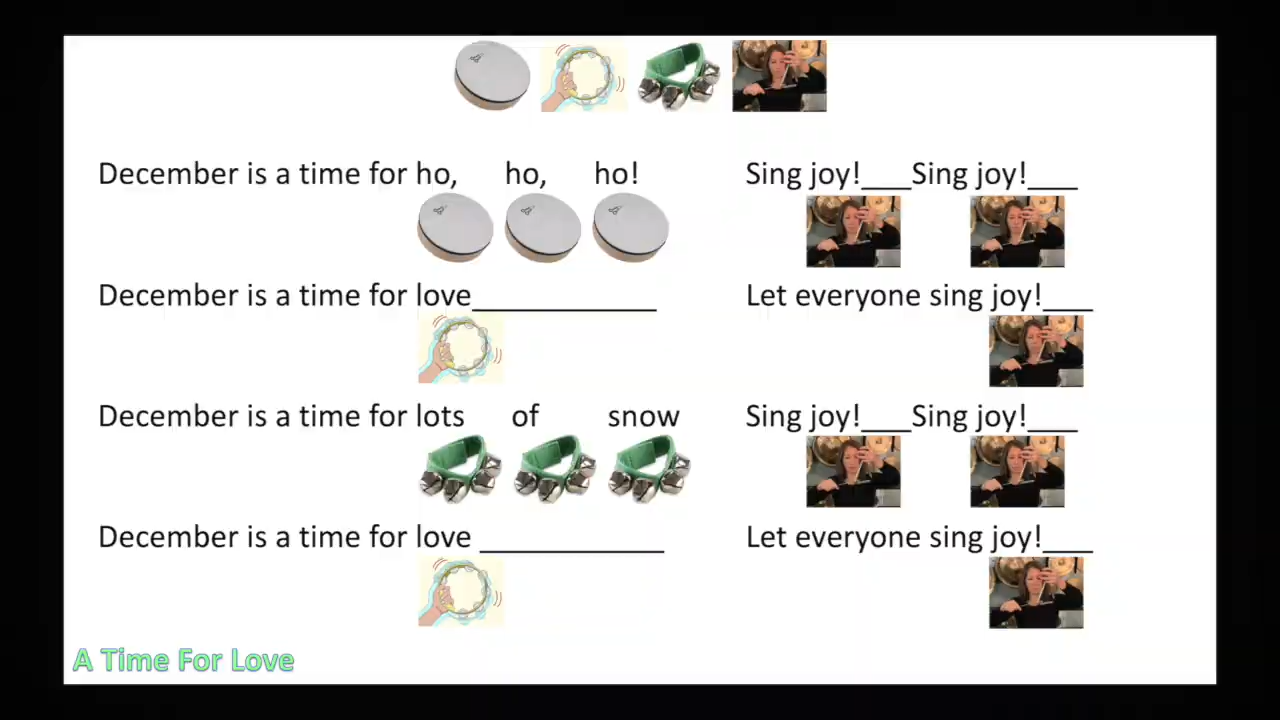 December is a time for ho, ho, ho! Sing joy!___Sing joy!___
December is a time for love___________ Let everyone sing joy!___
December is a time for lots of snow Sing joy!___Sing joy!___
December is a time for love ___________ Let everyone sing joy!___
A Time For Love